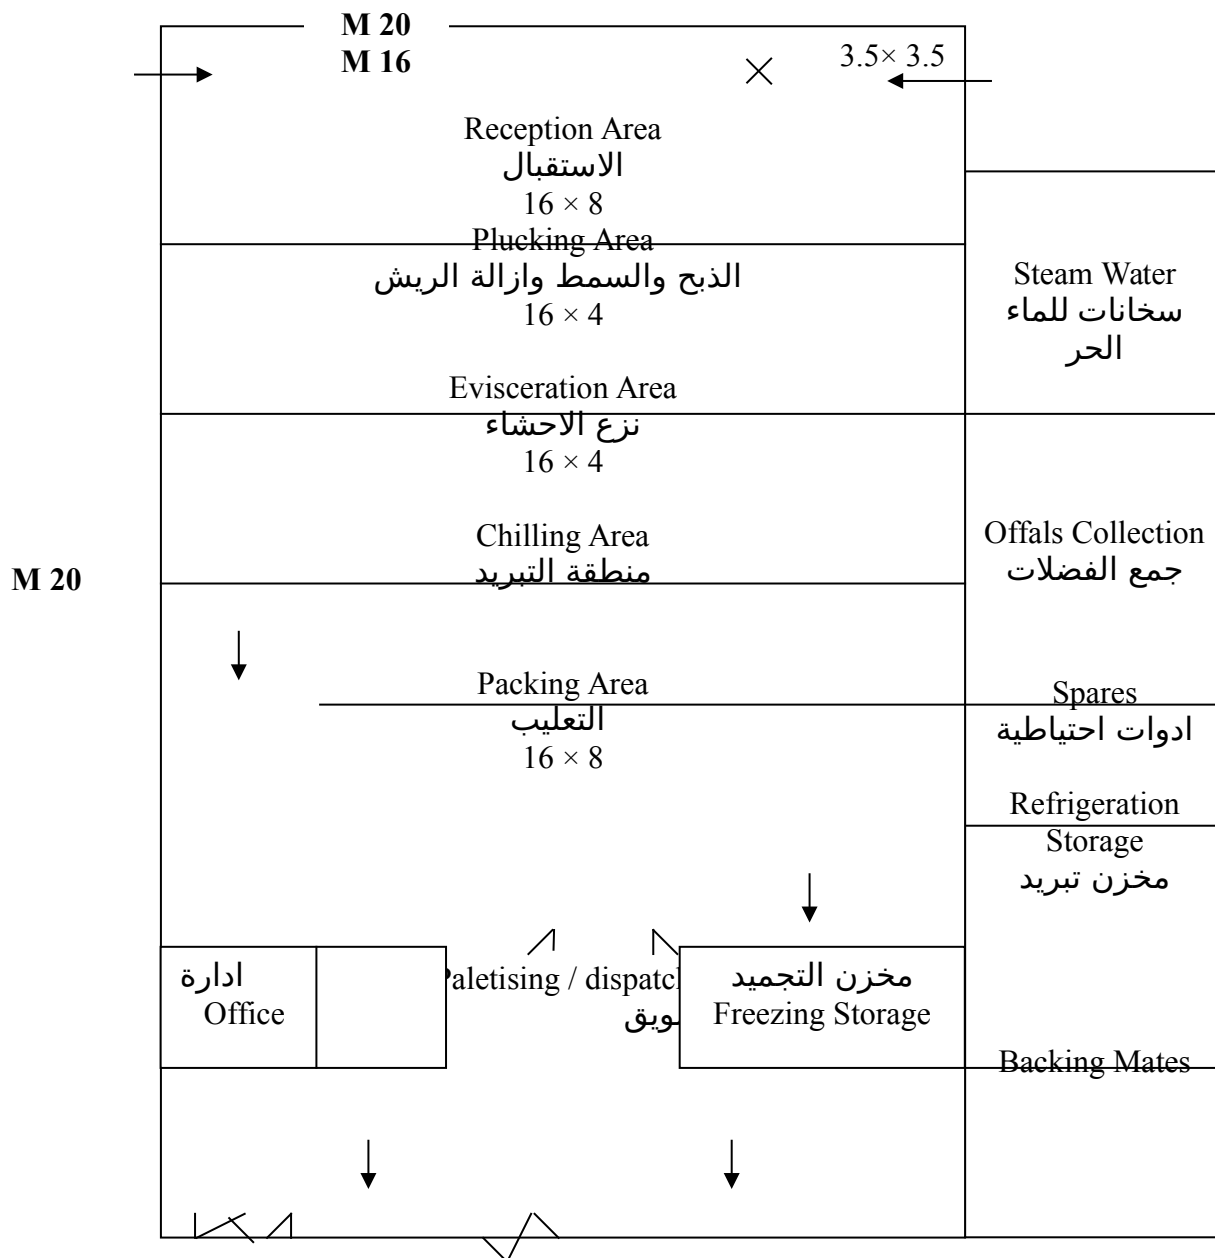 M 20
M 16
3.5× 3.5
Reception Area
الاستقبال
16 × 8
Plucking Area
الذبح والسمط وازالة الريش
16 × 4
Evisceration Area
نزع الاحشاء
16 × 4
Chilling Area
منطقة التبريد
Packing Area
التعليب
16 × 8
M 20
Steam Water
سخانات للماء
الحر
Offals Collection
جمع الفضلات
Spares
ادوات احتياطية
Refrigeration
Storage
مخزن تبريد
ادارة
Office
/
مخزن التجميد
Freezing Storage
Backing Mates